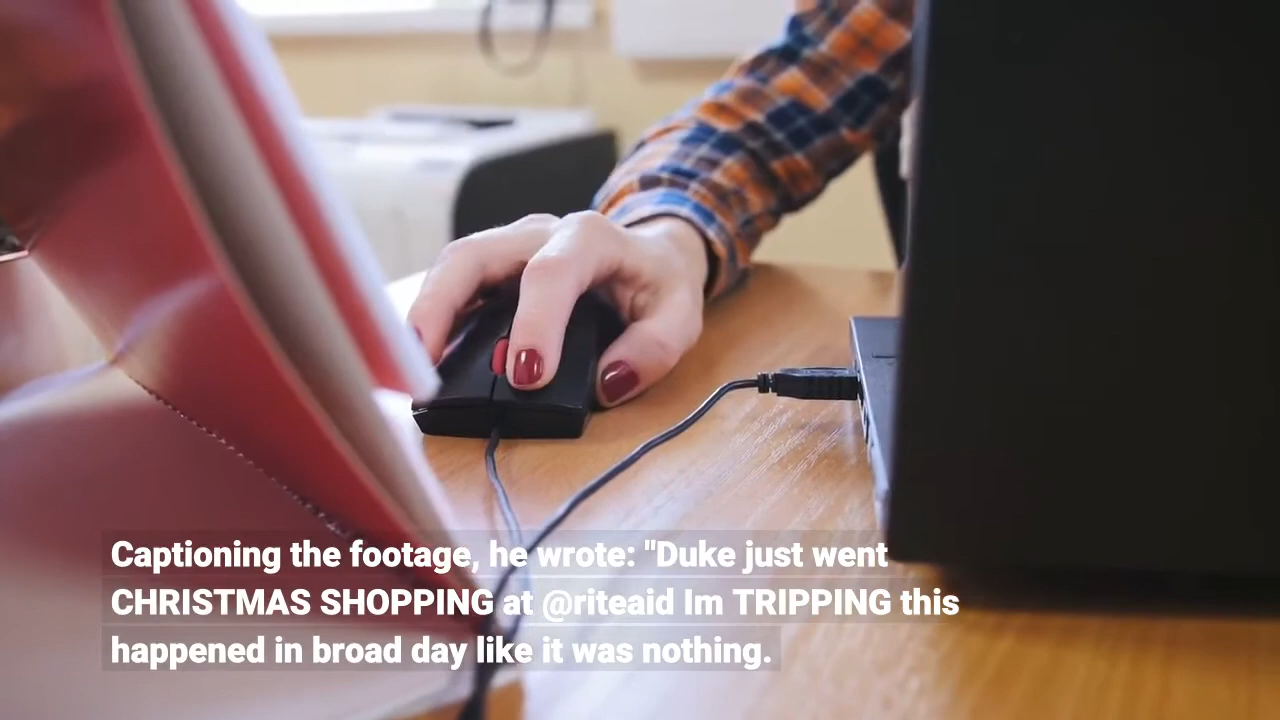 Captioning the footage, he wrote: "Duke just went
CHRISTMAS SHOPPING at @riteaid Im TRIPPING this
happened in broad day like it was nothing.